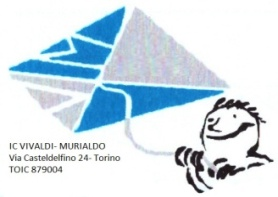 IC VIVALDI- MURIALDO
Via Casteldelfino 24- Torino
TOIC 879004